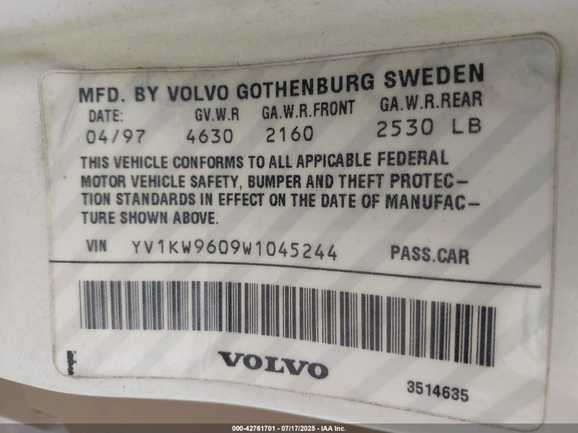 MFD. BY VOLVO GOTHENBURG SWEDEN
DATE: GV.W.R GA.W.R.FRONT GA.W.R.REAR
04/97 4630 2160 2530 LB
THIS VEHICLE CONFORMS TO ALL APPICABLE FEDERAL
MOTOR VEHICLE SAFETY, BUMPER AND THEFT PROTEC-
TION STANDARDS IN EFFECT ON THE DATE OF MANUFAC-
TURE SHOWN ABOVE.
VIN YV1KW9609W1045244 PASS.CAR
VOLVO
3514635
000-42761701 - 07/17/2025 - IAA Inc.